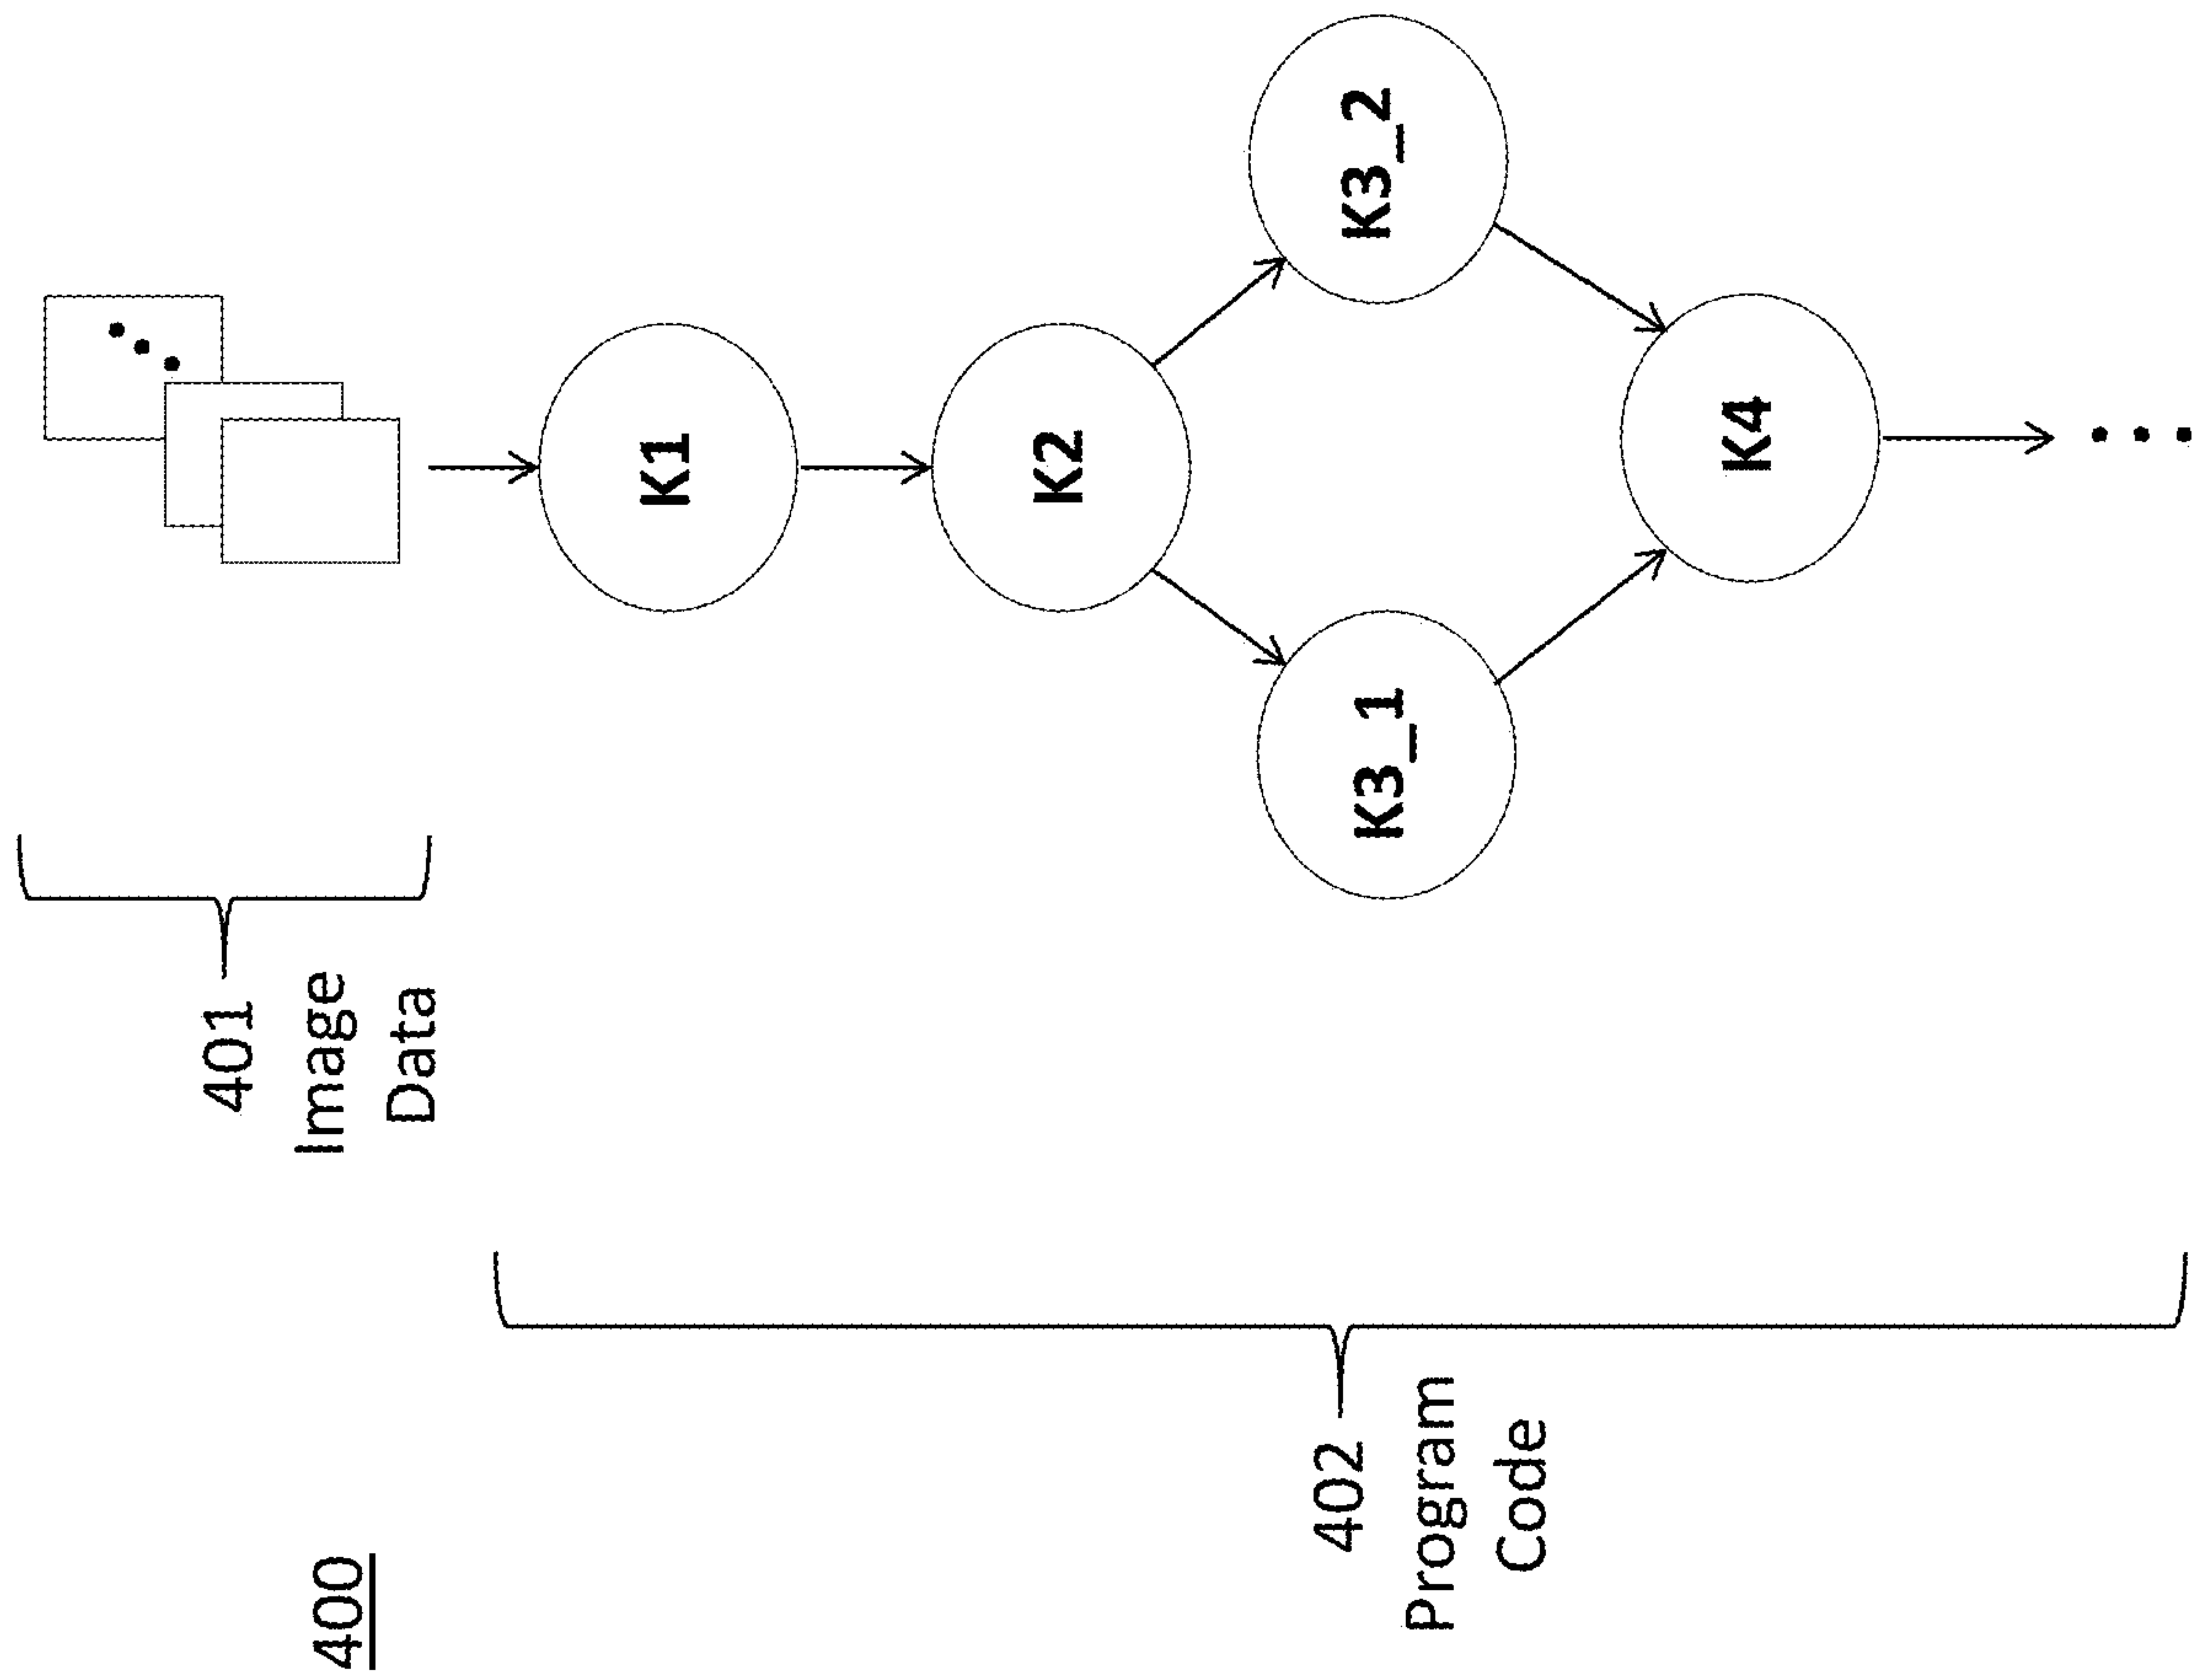 400
401
Image
Data
402
Program
Code
K1
K2
K3_1
K3_2
K4